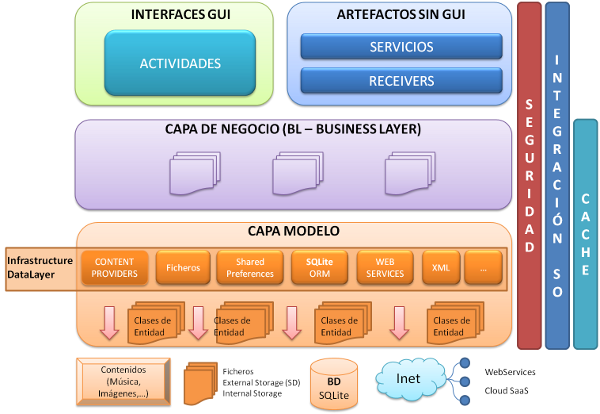 INTERFACES GUI
ACTIVIDADES
ARTEFACTOS SIN GUI
SERVICIOS
RECEIVERS
CAPA DE NEGOCIO (BL – BUSINESS LAYER)
CAPA MODELO
Infrastructure
DataLayer
CONTENT
PROVIDERS
Ficheros
Shared
Preferences
SQLite
ORM
WEB
SERVICES
XML
...
Clases de
Entidad
Clases de
Entidad
Clases de
Entidad
Clases de
Entidad
SEGURIDAD
INTEGRACIÓN SO
CACHE
Contenidos
(Música,
Imágenes,...)
Ficheros
External Storage (SD)
Internal Storage
BD
SQLite
Inet
WebServices
Cloud SaaS